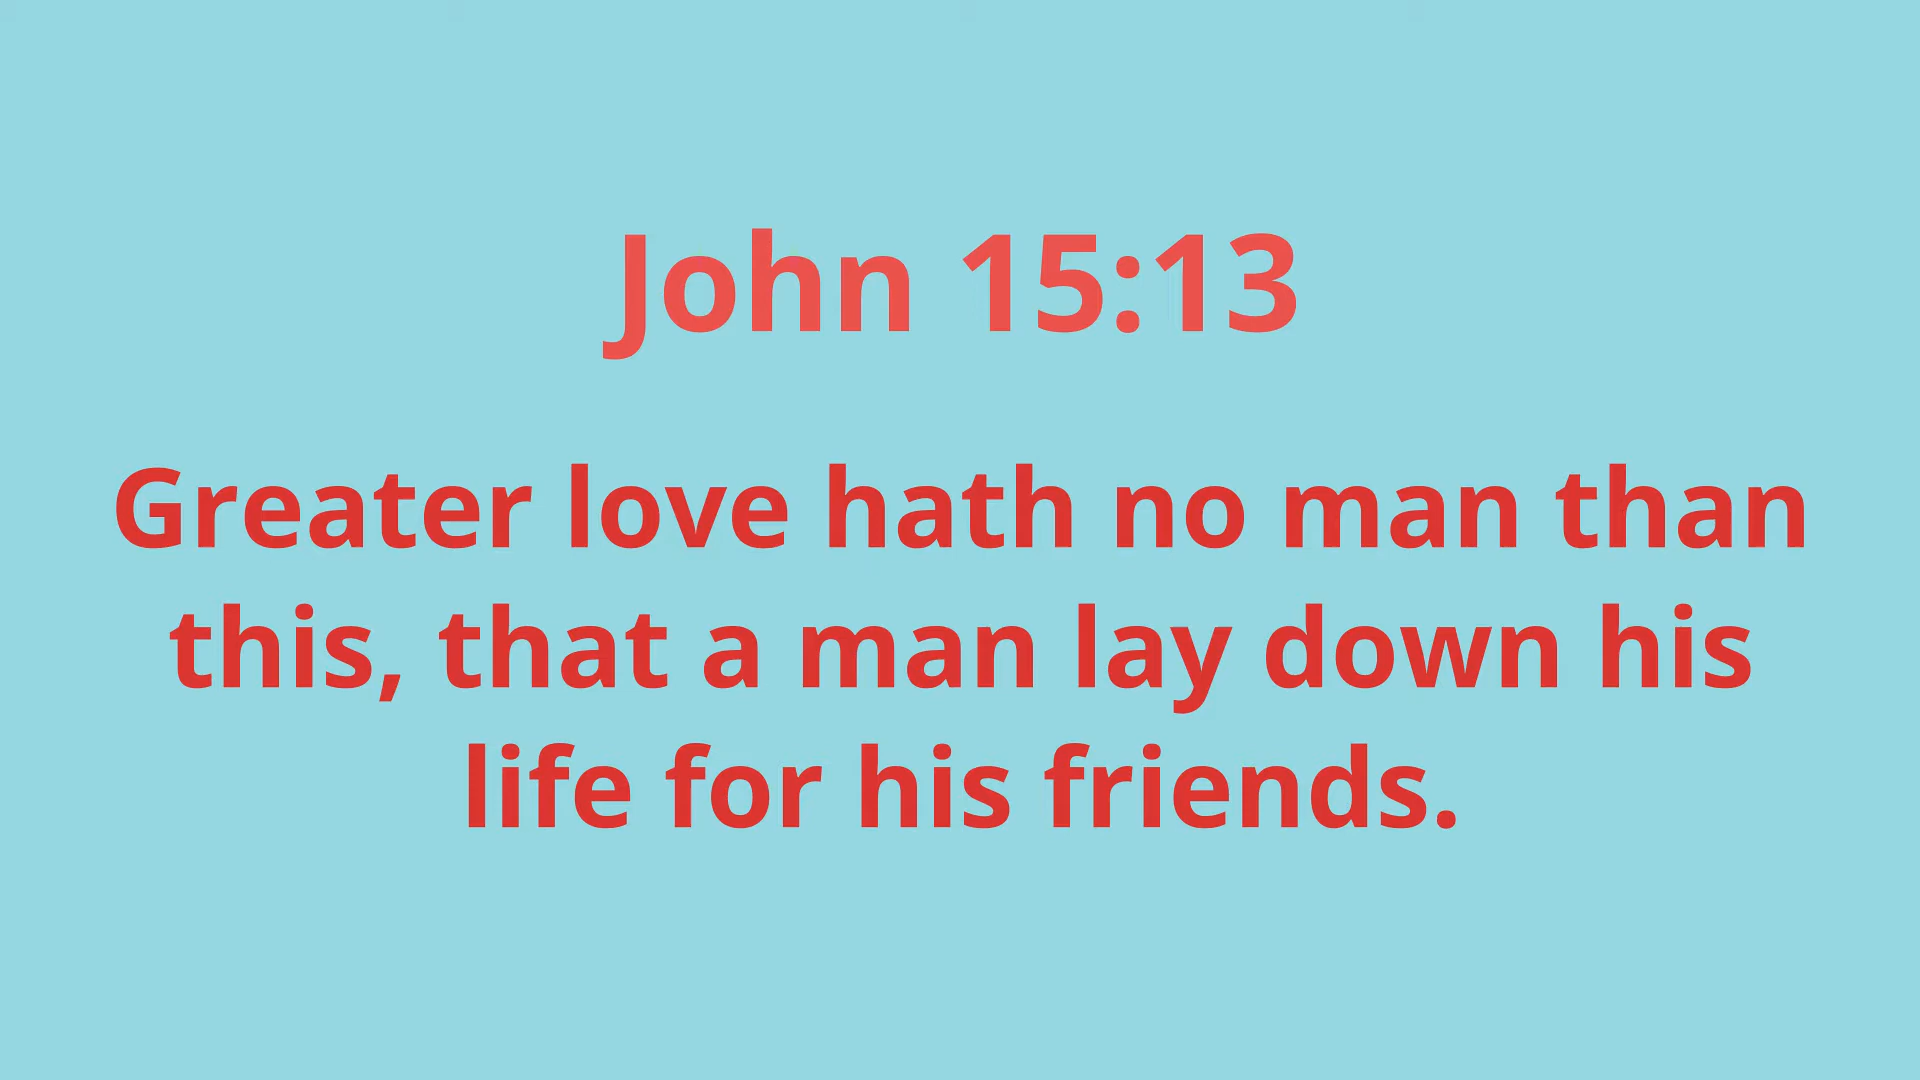 John 15:13
Greater love hath no man than
this, that a man lay down his
life for his friends.